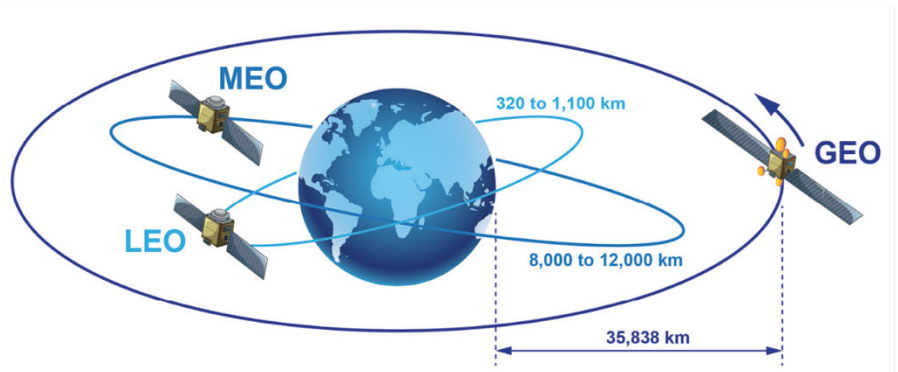 MEO
320 to 1,100 km
GEO
LEO
8,000 to 12,000 km
35,838 km